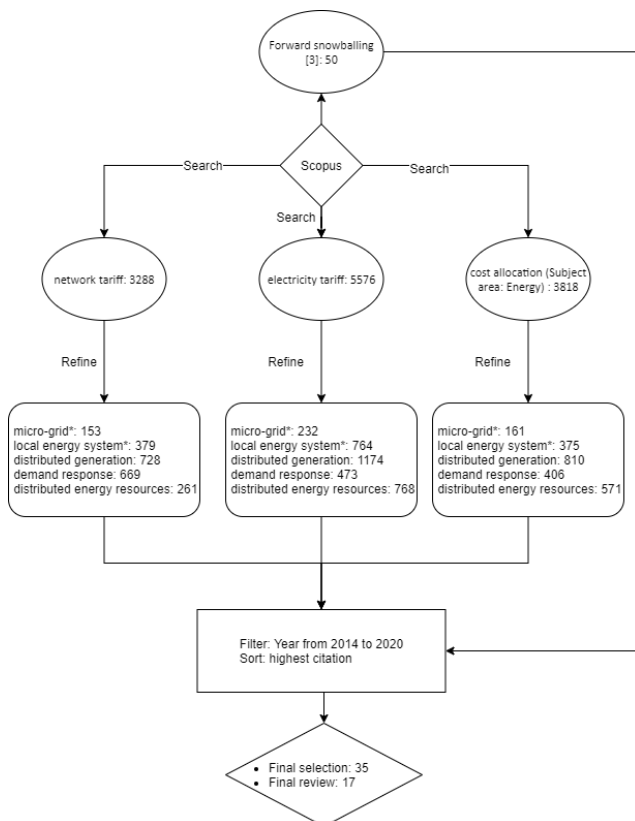 Forward snowballing
[3]: 50
Scopus
Search
Search
Search
network tariff: 3288
electricity tariff: 5576
cost allocation (Subject
area: Energy) : 3818
Refine
Refine
Refine
micro-grid*: 153
local energy system*: 379
distributed generation: 728
demand response: 669
distributed energy resources: 261
micro-grid*: 232
local energy system*: 764
distributed generation: 1174
demand response: 473
distributed energy resources: 768
micro-grid*: 161
local energy system*: 375
distributed generation: 810
demand response: 406
distributed energy resources: 571
Filter: Year from 2014 to 2020
Sort: highest citation
• Final selection: 35
• Final review: 17